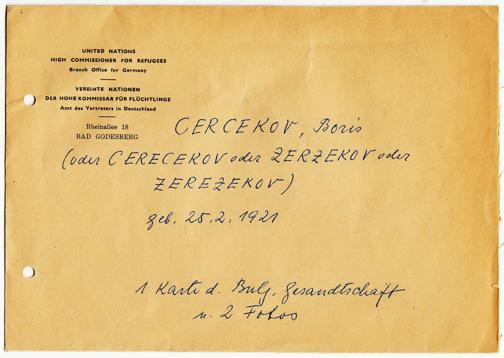 UNITED NATIONS
HIGH COMMISSIONER FOR REFUGEES
Branch Office for Germany
VEREINTE NATIONEN
DER HOHE KOMMISSAR FÜR FLÜCHTLINGE
Amt des Vertreters in Deutschland
Rheinallee 18
BAD GODESBERG
CERCEKOV, Boris
(oder CERECEKOV oder ZERZEKOV oder
ZEREZEKOV)
geb. 25.2.1921
1 Karte d. Bulg. Gesandtschaft
u. 2 Fotos